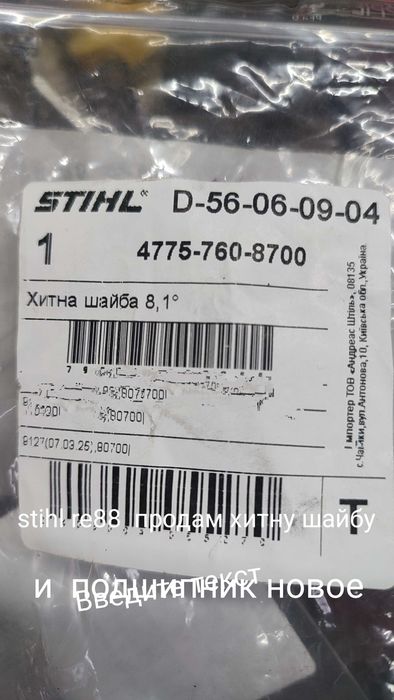 STIHL® D-56-06-09-04
1 4775-760-8700
Хитна шайба 8,1°
80700|
9127(07.03.25),80700|
T
Імпортер ТОВ «Андреас Штіль», 08135
с.Чайки,вул.Антонова,10, Київська обл.,Україна
stihl re88 продам хитну шайбу
и подшипник новое
Введите текст